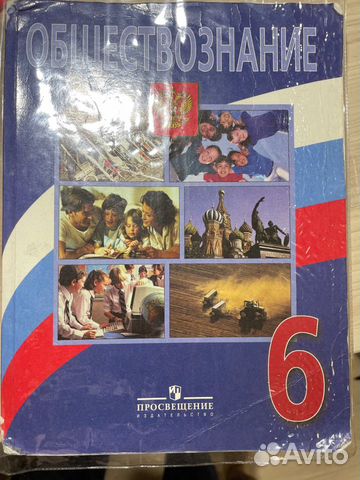 ОБЩЕСТВОЗНАНИЕ
6
ПРОСВЕЩЕНИЕ
ИЗДАТЕЛЬСТВО
Avito